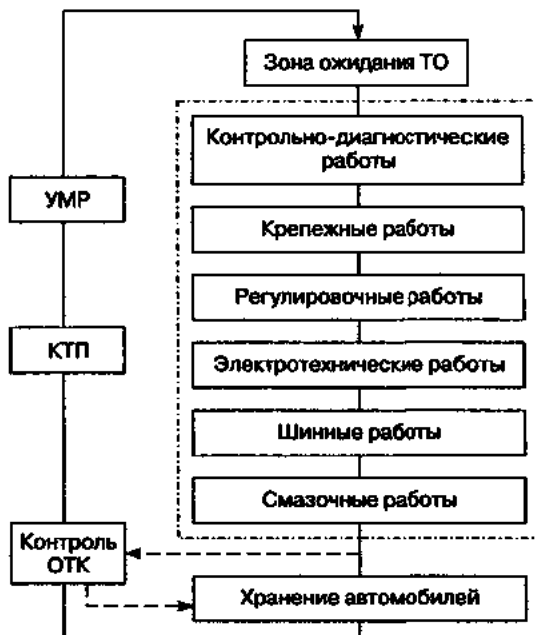 Зона ожидания ТО
Контрольно-диагностические
работы
УМР
Крепежные работы
Регулировочные работы
КТП
Электротехнические работы
Шинные работы
Смазочные работы
Контроль
ОТК
Хранение автомобилей